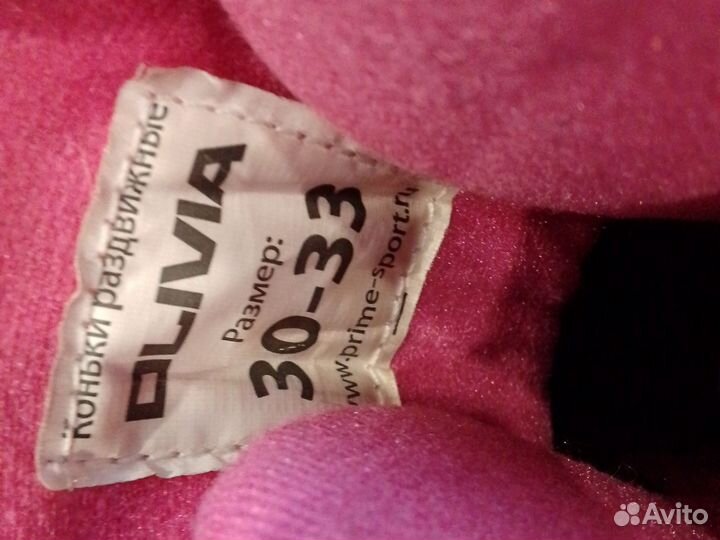 Коньки раздвижные
OLIVIA
Размер:
30-33
www.prime-sport.ru
Avito